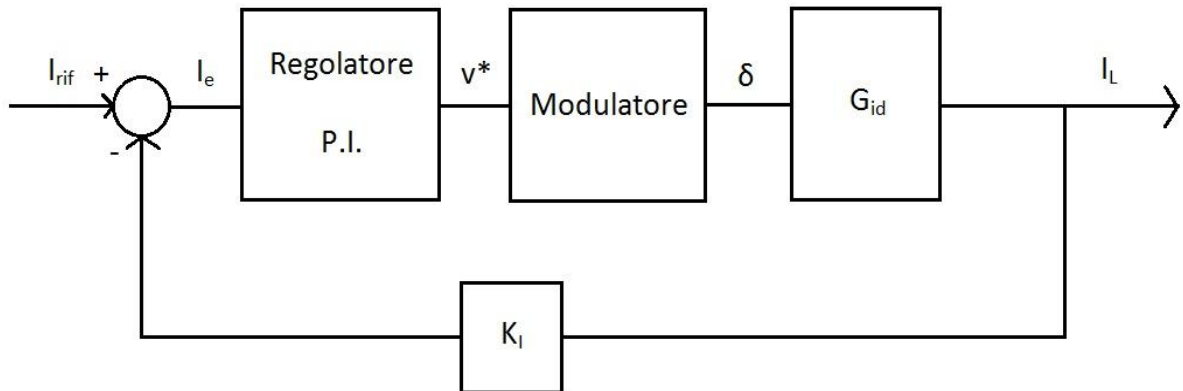 I_rif
+
-
I_e
Regolatore
P.I.
v*
Modulatore
δ
G_id
I_L
K_I